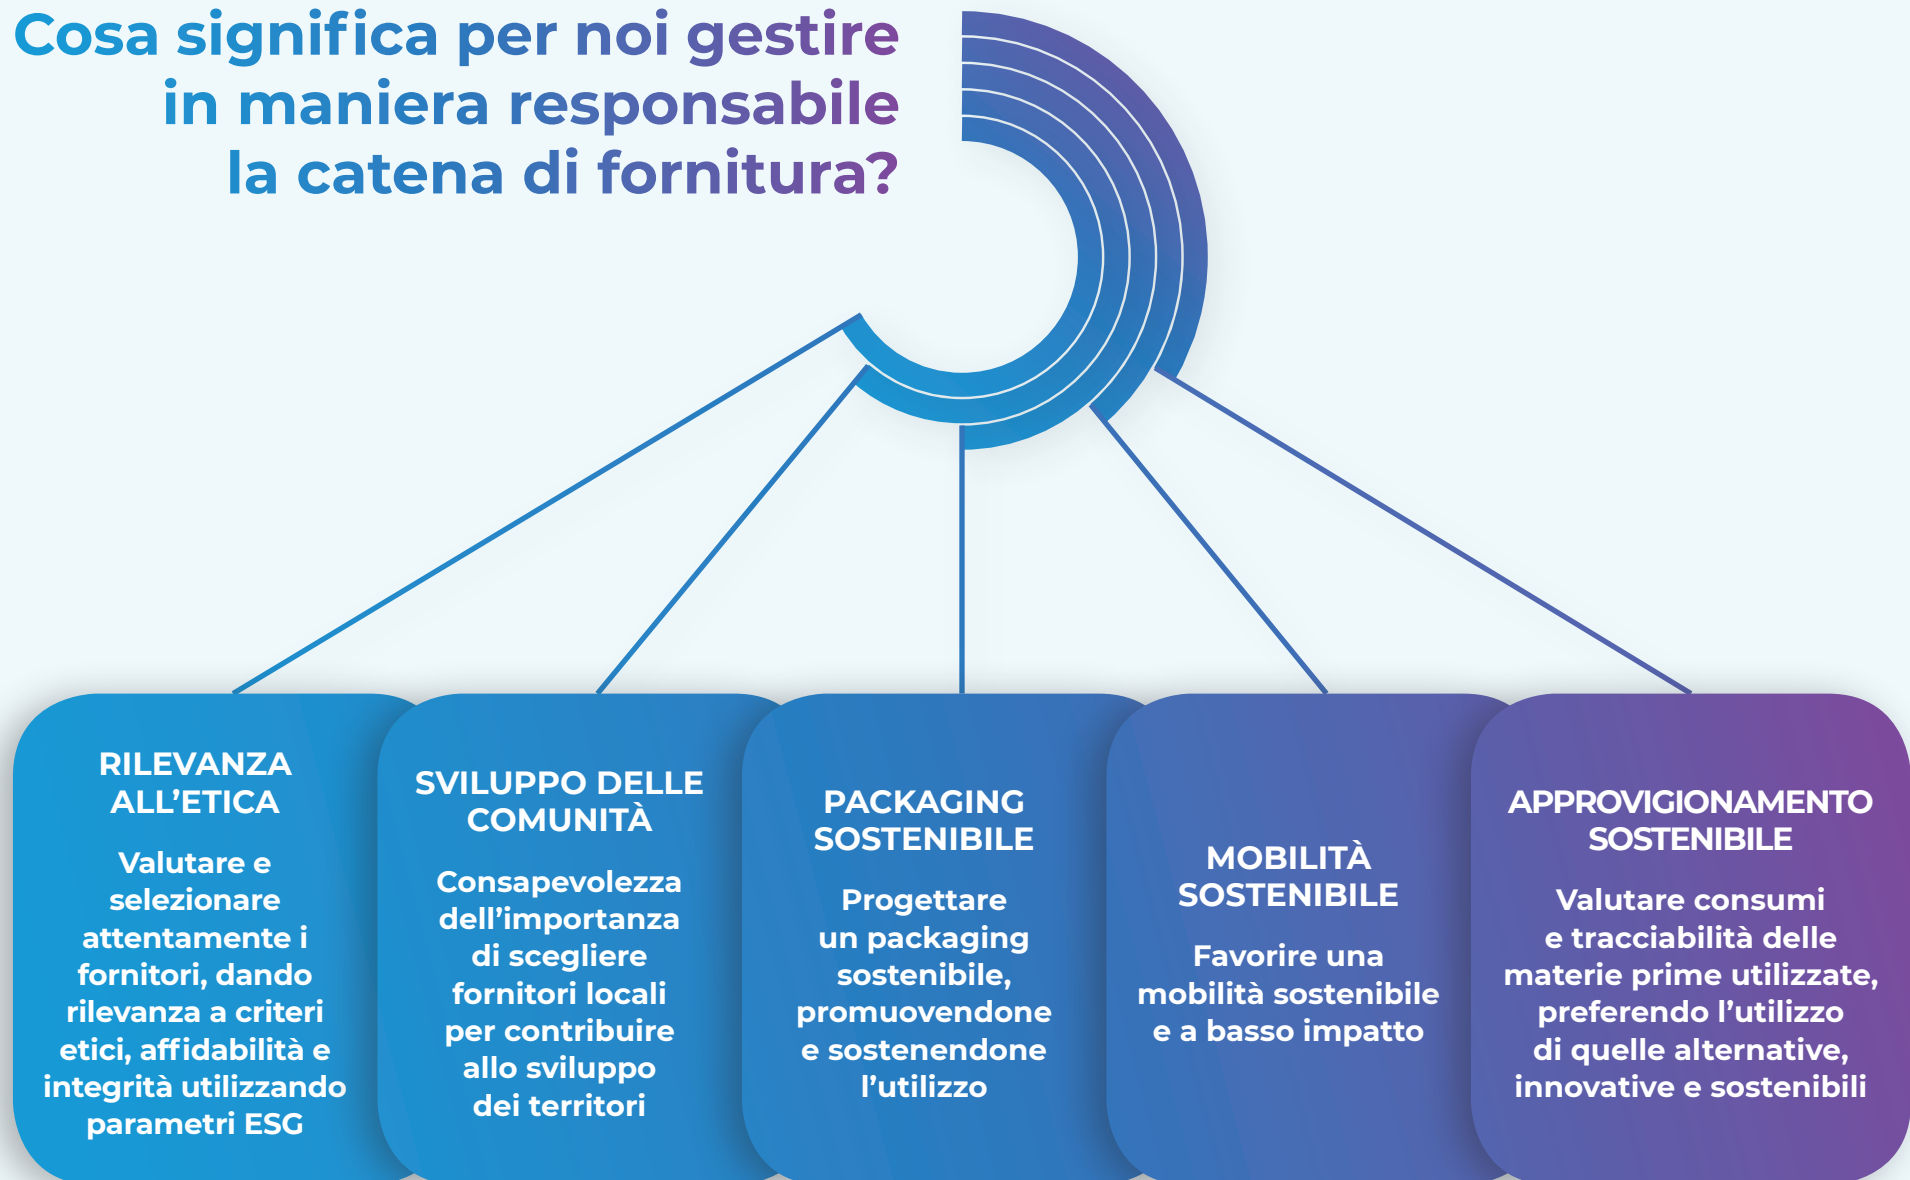 Cosa significa per noi gestire
in maniera responsabile
la catena di fornitura?
RILEVANZA
ALL’ETICA
Valutare e
selezionare
attentamente i
fornitori, dando
rilevanza a criteri
etici, affidabilità e
integrità utilizzando
parametri ESG
SVILUPPO DELLE
COMUNITÀ
Consapevolezza
dell’importanza
di scegliere
fornitori locali
per contribuire
allo sviluppo
dei territori
PACKAGING
SOSTENIBILE
Progettare
un packaging
sostenibile,
promuovendone
e sostenendone
l’utilizzo
MOBILITÀ
SOSTENIBILE
Favorire una
mobilità sostenibile
e a basso impatto
APPROVIGIONAMENTO
SOSTENIBILE
Valutare consumi
e tracciabilità delle
materie prime utilizzate,
preferendo l’utilizzo
di quelle alternative,
innovative e sostenibili